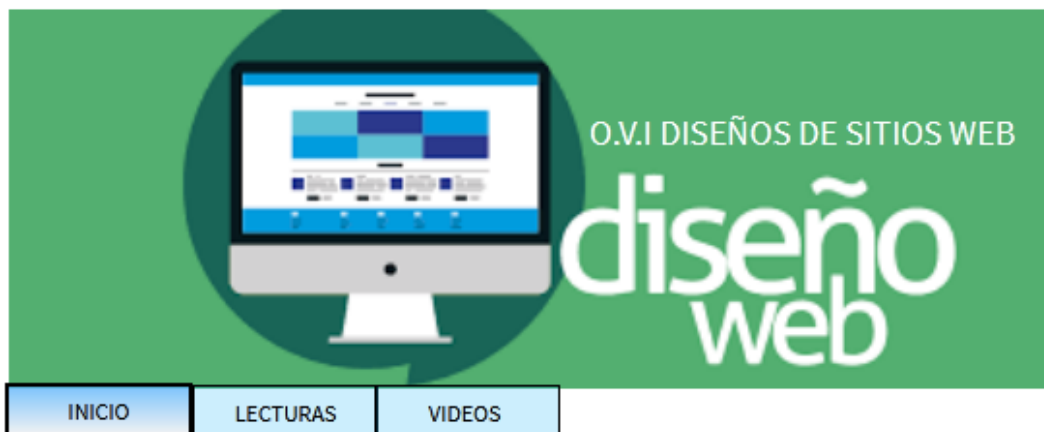 O.V.I DISEÑOS DE SITIOS WEB
diseño
web
INICIO LECTURAS VIDEOS